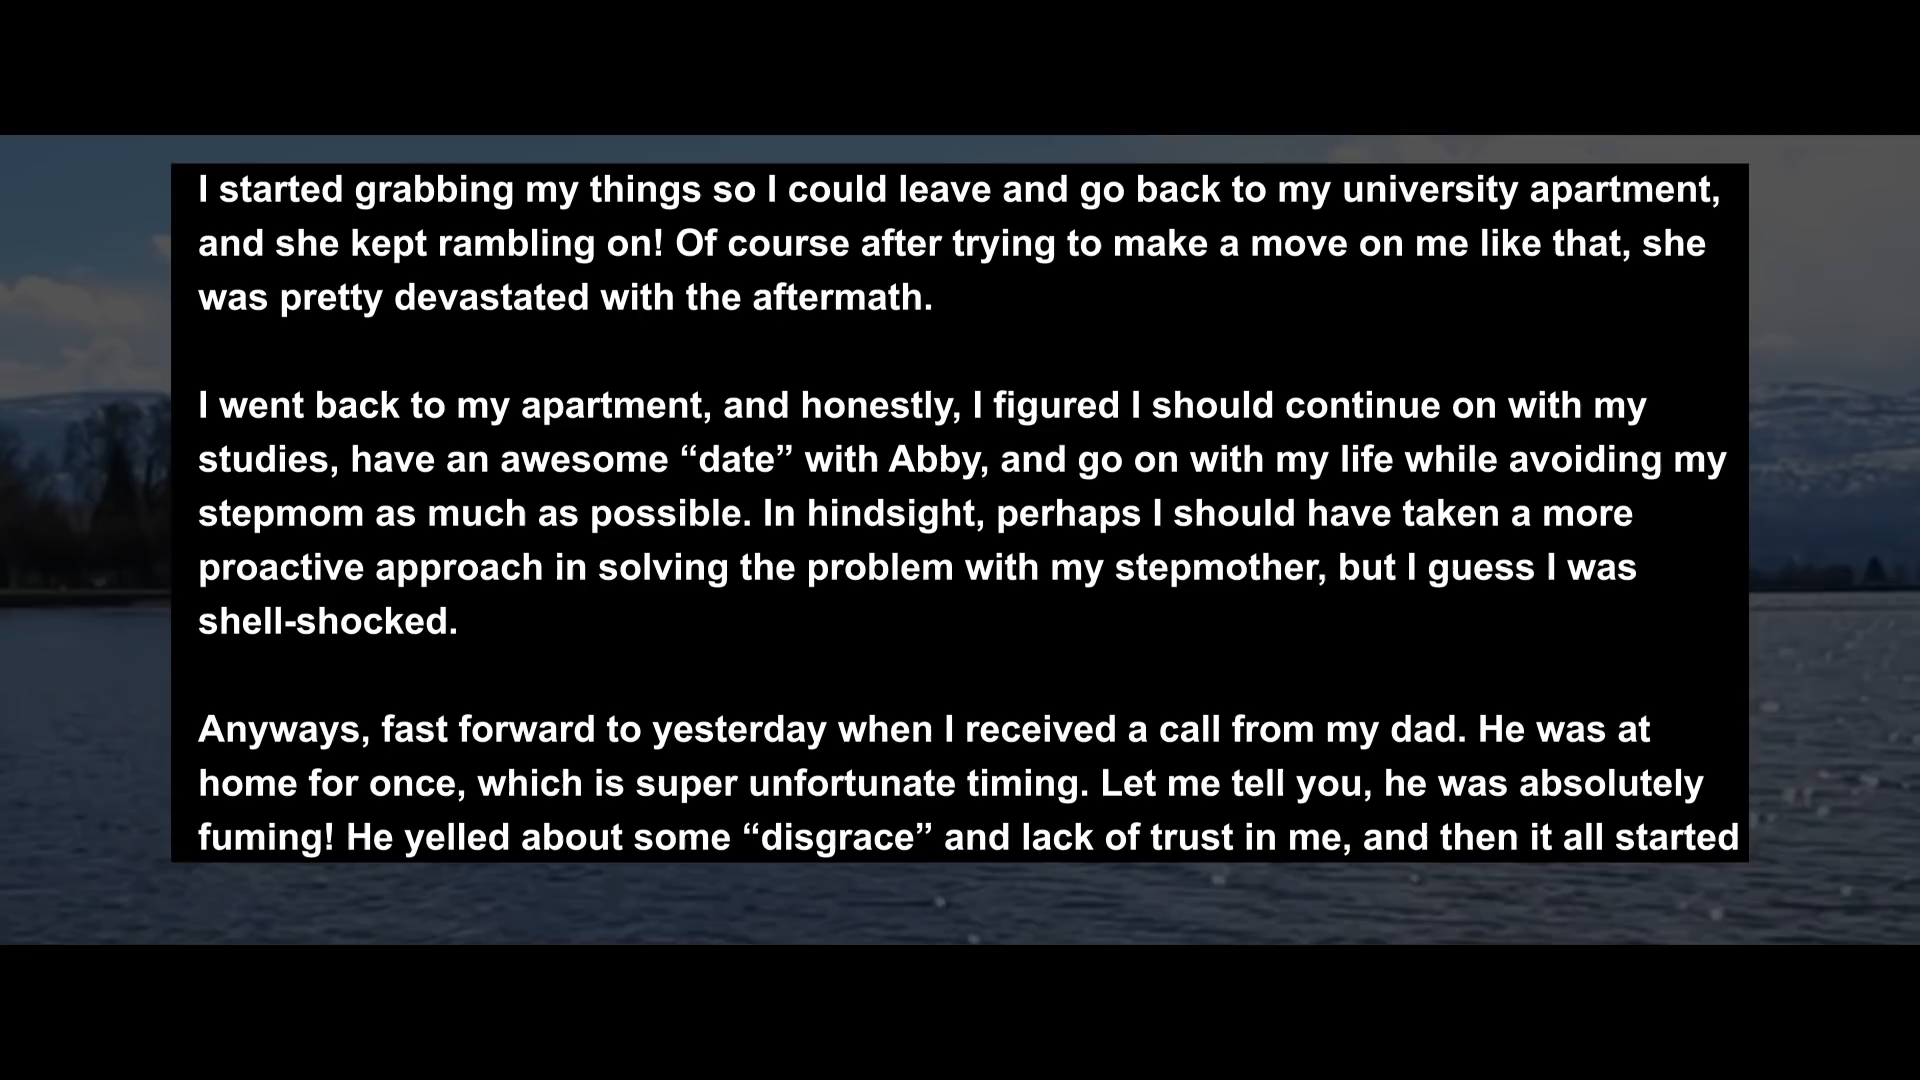 I started grabbing my things so I could leave and go back to my university apartment,
and she kept rambling on! Of course after trying to make a move on me like that, she
was pretty devastated with the aftermath.
I went back to my apartment, and honestly, I figured I should continue on with my
studies, have an awesome “date” with Abby, and go on with my life while avoiding my
stepmom as much as possible. In hindsight, perhaps I should have taken a more
proactive approach in solving the problem with my stepmother, but I guess I was
shell-shocked.
Anyways, fast forward to yesterday when I received a call from my dad. He was at
home for once, which is super unfortunate timing. Let me tell you, he was absolutely
fuming! He yelled about some “disgrace” and lack of trust in me, and then it all started